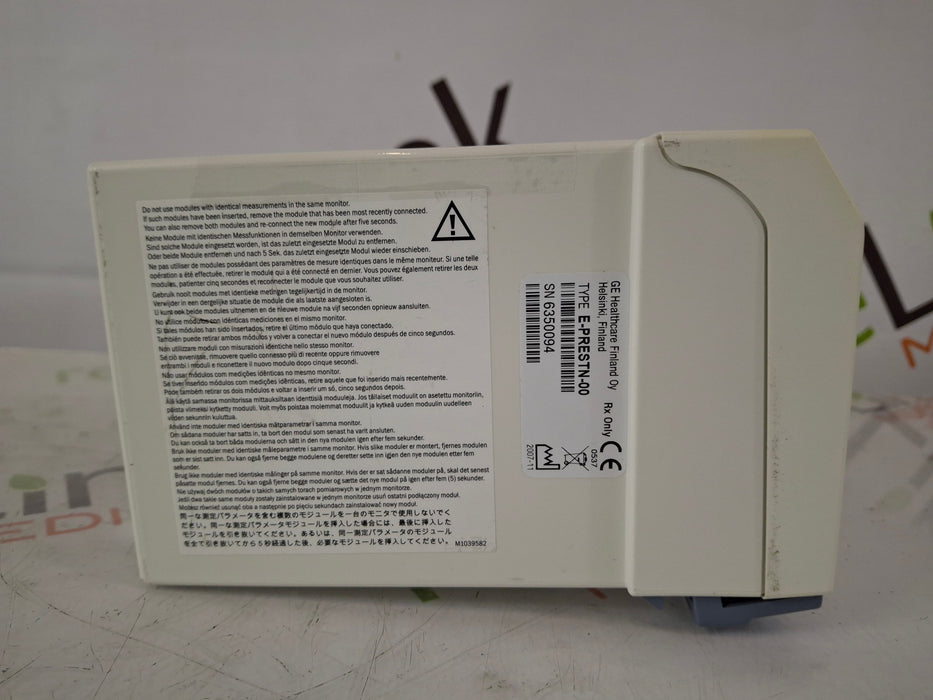 Do not use modules with identical measurements in the same monitor.
If such modules have been inserted, remove the module that has been most recently connected.
You can also remove both modules and re-connect the new module after five seconds.
Keine Module mit identischen Messfunktionen in demselben Monitor verwenden.
Sind solche Module eingesetzt worden, ist das zuletzt eingesetzte Modul zu entfernen.
Oder beide Module entfernen und nach 5 Sek. das zuletzt eingesetzte Modul wieder einschieben.
Ne pas utiliser de modules possédant des paramètres de mesure identiques dans le même moniteur. Si une telle
opération a été effectuée, retirer le module qui a été connecté en dernier. Vous pouvez également retirer les deux
modules, patienter cinq secondes et reconnecter le module que vous souhaitez utiliser.
Gebruik nooit modules met identieke metingen tegelijkertijd in de monitor.
Verwijder in een dergelijke situatie de module die als laatste aangesloten is.
U kunt ook beide modules uitnemen en de nieuwe module na vijf seconden opnieuw aansluiten.
No utilice módulos con idénticas mediciones en el mismo monitor.
Si tales módulos han sido insertados, retire el último módulo que haya conectado.
También puede retirar ambos módulos y volver a conectar el nuevo módulo después de cinco segundos.
Non utilizzare moduli con misurazioni identiche nello stesso monitor.
Se ciò avvenisse, rimuovere quello connesso più di recente oppure rimuovere
entrambi i moduli e riconnettere il nuovo modulo dopo cinque secondi.
Não usar módulos com medições idênticas no mesmo monitor.
Se tiver inserido módulos com medições idênticas, retire aquele que foi inserido mais recentemente.
Pode também retirar os dois módulos e voltar a inserir um só, cinco segundos depois.
Älä käytä samassa monitorissa mittauksiltaan identtisiä moduuleja. Jos tällaiset moduulit on asetettu monitoriin,
poista viimeksi kytketty moduuli. Voit myös poistaa molemmat moduulit ja kytkeä uuden moduulin uudelleen
viiden sekunnin kuluttua.
Använd inte moduler med identiska mätparametrar i samma monitor.
Om sådana moduler har satts in, ta bort den modul som senast ha varit ansluten.
Du kan också ta bort båda modulerna och sätt in den nya modulen igen efter fem sekunder.
Bruk ikke moduler med identiske måleparametre i samme monitor. Hvis slike moduler er montert, fjernes modulen
som er sist satt inn. Du kan også fjerne begge modulene og deretter sette inn igjen den nye modulen etter fem
sekunder.
Brug ikke moduler med identiske målinger på samme monitor. Hvis der er sat sådanne moduler på, skal det senest
påsatte modul fjernes. Du kan også fjerne begge moduler og sætte det nye modul på igen efter fem (5) sekunder.
Nie używaj dwóch modułów o takich samych torach pomiarowych w jednym monitorze.
Jeśli dwa takie same moduły zostały zainstalowane w jednym monitorze usuń ostatni podłączony moduł.
Możesz również usunąć oba a następnie po pięciu sekundach zainstalować nowy moduł.
同一な測定パラメータを含む複数のモジュールを一台のモニタで使用しないでく
ださい。同一な測定パラメータモジュールを挿入した場合には、最後に挿入した
モジュールを引き抜いてください。あるいは、同一測定パラメータのモジュール
を全て引き抜いてから5秒経過した後、必要なモジュールを挿入してください。
M1039582
GE Healthcare Finland Oy
Helsinki, Finland
Rx Only
CE
0537
TYPE E-PRESTN-00
SN 6350094
2007-11